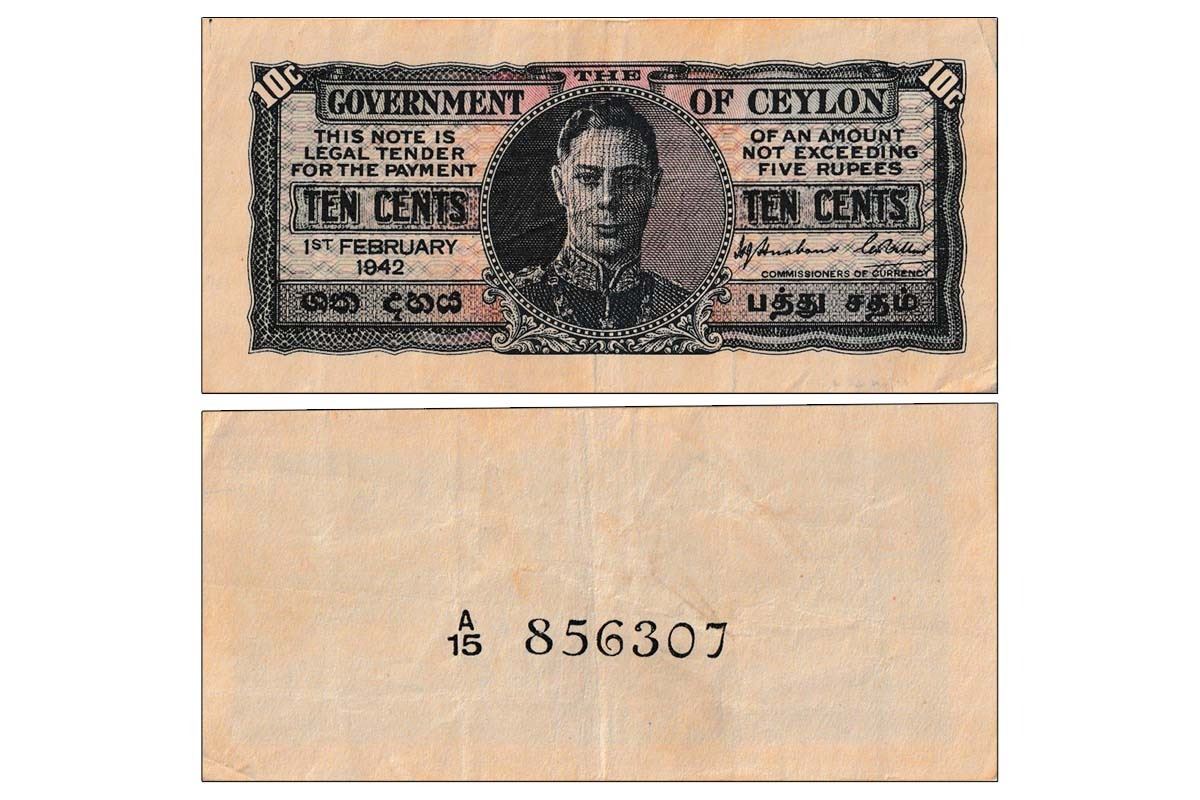 10c
THE
10c
GOVERNMENT OF CEYLON
THIS NOTE IS
LEGAL TENDER
FOR THE PAYMENT
OF AN AMOUNT
NOT EXCEEDING
FIVE RUPEES
TEN CENTS
TEN CENTS
1ST FEBRUARY
1942
COMMISSIONERS OF CURRENCY
ශත දහය
பத்து சதம்
A
15 856307